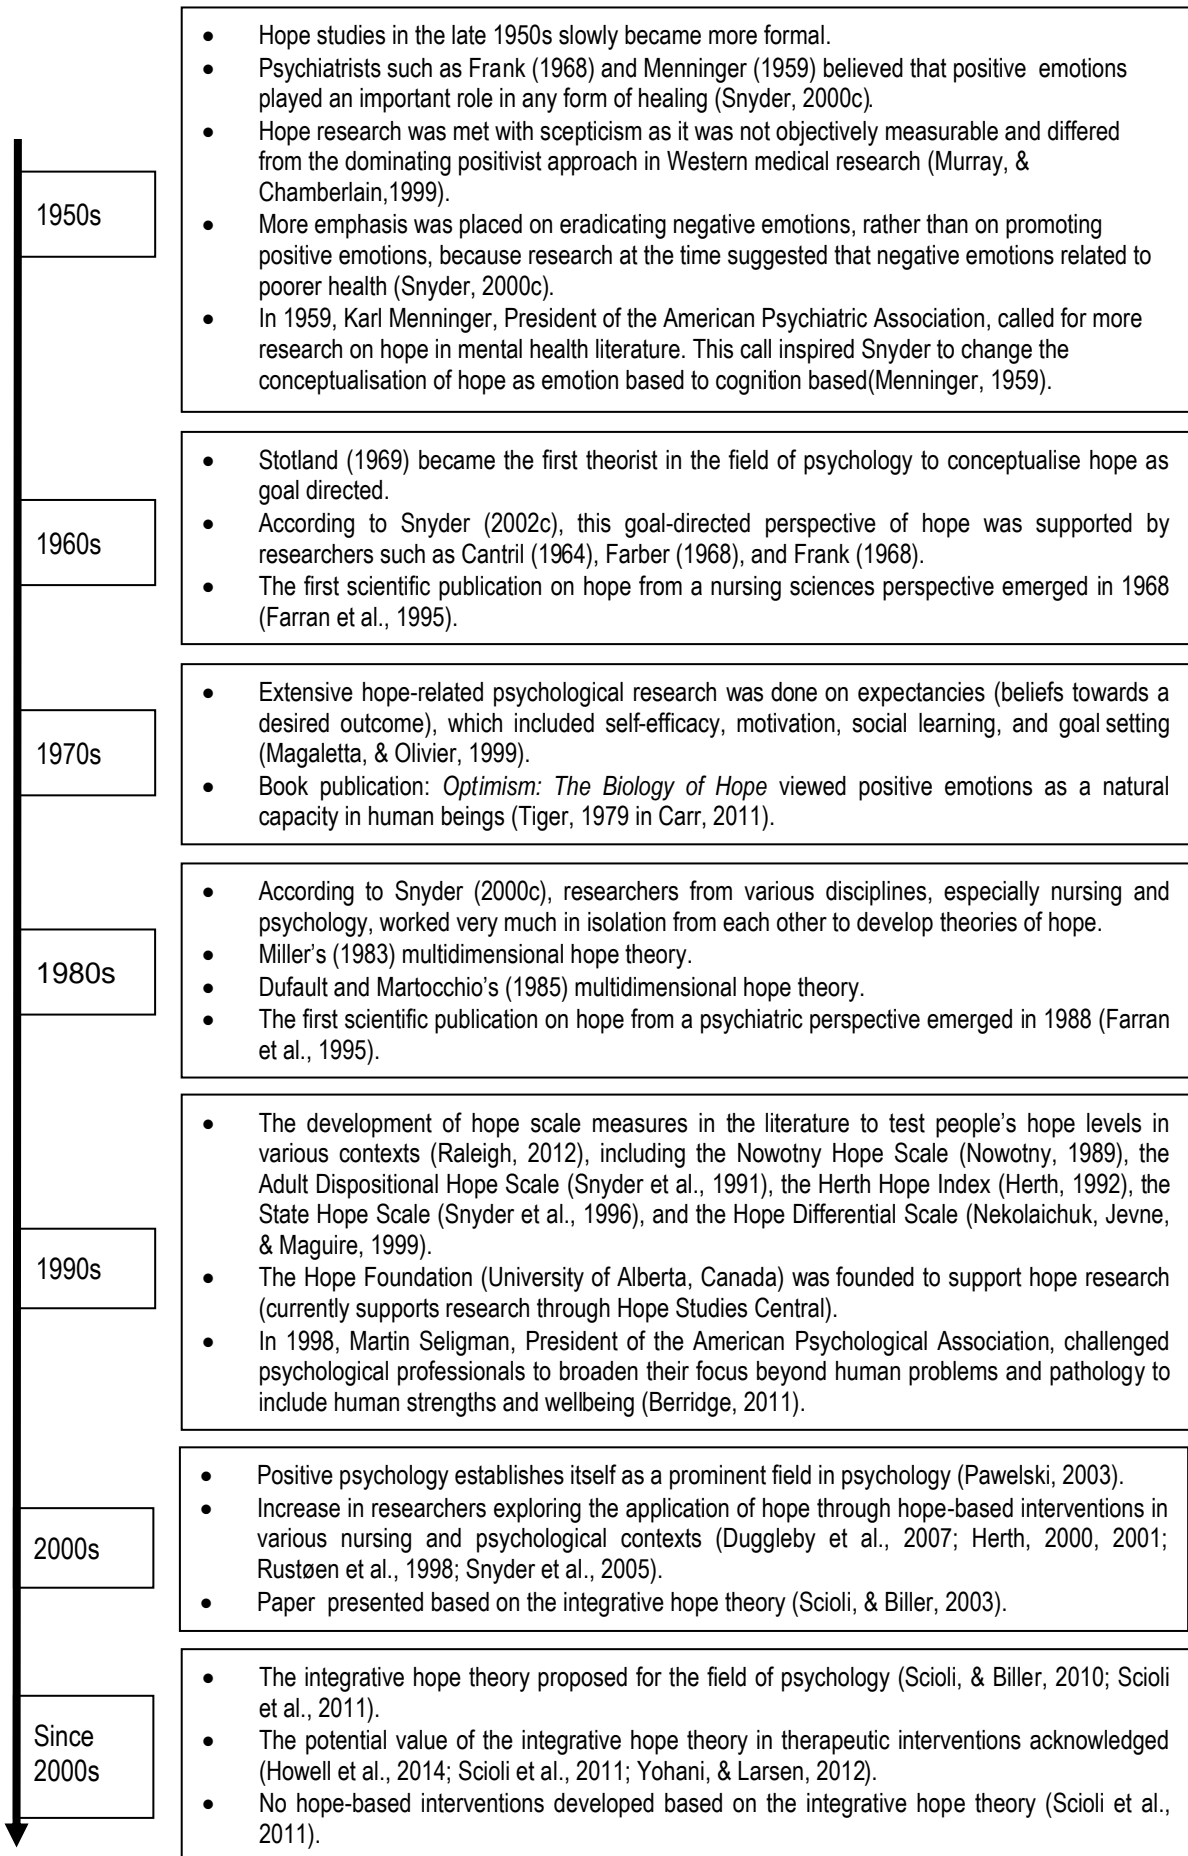 • Hope studies in the late 1950s slowly became more formal.
• Psychiatrists such as Frank (1968) and Menninger (1959) believed that positive emotions
played an important role in any form of healing (Snyder, 2000c).
• Hope research was met with scepticism as it was not objectively measurable and differed
from the dominating positivist approach in Western medical research (Murray, &
Chamberlain,1999).
1950s
• More emphasis was placed on eradicating negative emotions, rather than on promoting
positive emotions, because research at the time suggested that negative emotions related to
poorer health (Snyder, 2000c).
• In 1959, Karl Menninger, President of the American Psychiatric Association, called for more
research on hope in mental health literature. This call inspired Snyder to change the
conceptualisation of hope as emotion based to cognition based(Menninger, 1959).
• Stotland (1969) became the first theorist in the field of psychology to conceptualise hope as
goal directed.
1960s
• According to Snyder (2002c), this goal-directed perspective of hope was supported by
researchers such as Cantril (1964), Farber (1968), and Frank (1968).
• The first scientific publication on hope from a nursing sciences perspective emerged in 1968
(Farran et al., 1995).
• Extensive hope-related psychological research was done on expectancies (beliefs towards a
desired outcome), which included self-efficacy, motivation, social learning, and goal setting
(Magaletta, & Olivier, 1999).
1970s
• Book publication: Optimism: The Biology of Hope viewed positive emotions as a natural
capacity in human beings (Tiger, 1979 in Carr, 2011).
• According to Snyder (2000c), researchers from various disciplines, especially nursing and
psychology, worked very much in isolation from each other to develop theories of hope.
• Miller's (1983) multidimensional hope theory.
1980s
• Dufault and Martocchio's (1985) multidimensional hope theory.
• The first scientific publication on hope from a psychiatric perspective emerged in 1988 (Farran
et al., 1995).
• The development of hope scale measures in the literature to test people's hope levels in
various contexts (Raleigh, 2012), including the Nowotny Hope Scale (Nowotny, 1989), the
Adult Dispositional Hope Scale (Snyder et al., 1991), the Herth Hope Index (Herth, 1992), the
State Hope Scale (Snyder et al., 1996), and the Hope Differential Scale (Nekolaichuk, Jevne,
& Maguire, 1999).
1990s
• The Hope Foundation (University of Alberta, Canada) was founded to support hope research
(currently supports research through Hope Studies Central).
• In 1998, Martin Seligman, President of the American Psychological Association, challenged
psychological professionals to broaden their focus beyond human problems and pathology to
include human strengths and wellbeing (Berridge, 2011).
• Positive psychology establishes itself as a prominent field in psychology (Pawelski, 2003).
• Increase in researchers exploring the application of hope through hope-based interventions in
2000s
various nursing and psychological contexts (Duggleby et al., 2007; Herth, 2000, 2001;
Rustøen et al., 1998; Snyder et al., 2005).
• Paper presented based on the integrative hope theory (Scioli, & Biller, 2003).
• The integrative hope theory proposed for the field of psychology (Scioli, & Biller, 2010; Scioli
et al., 2011).
Since
2000s
• The potential value of the integrative hope theory in therapeutic interventions acknowledged
(Howell et al., 2014; Scioli et al., 2011; Yohani, & Larsen, 2012).
• No hope-based interventions developed based on the integrative hope theory (Scioli et al.,
2011).